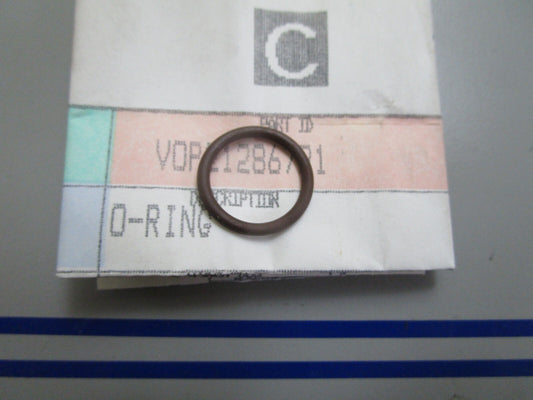 C
PART ID
DESCRIPTION
O-RING